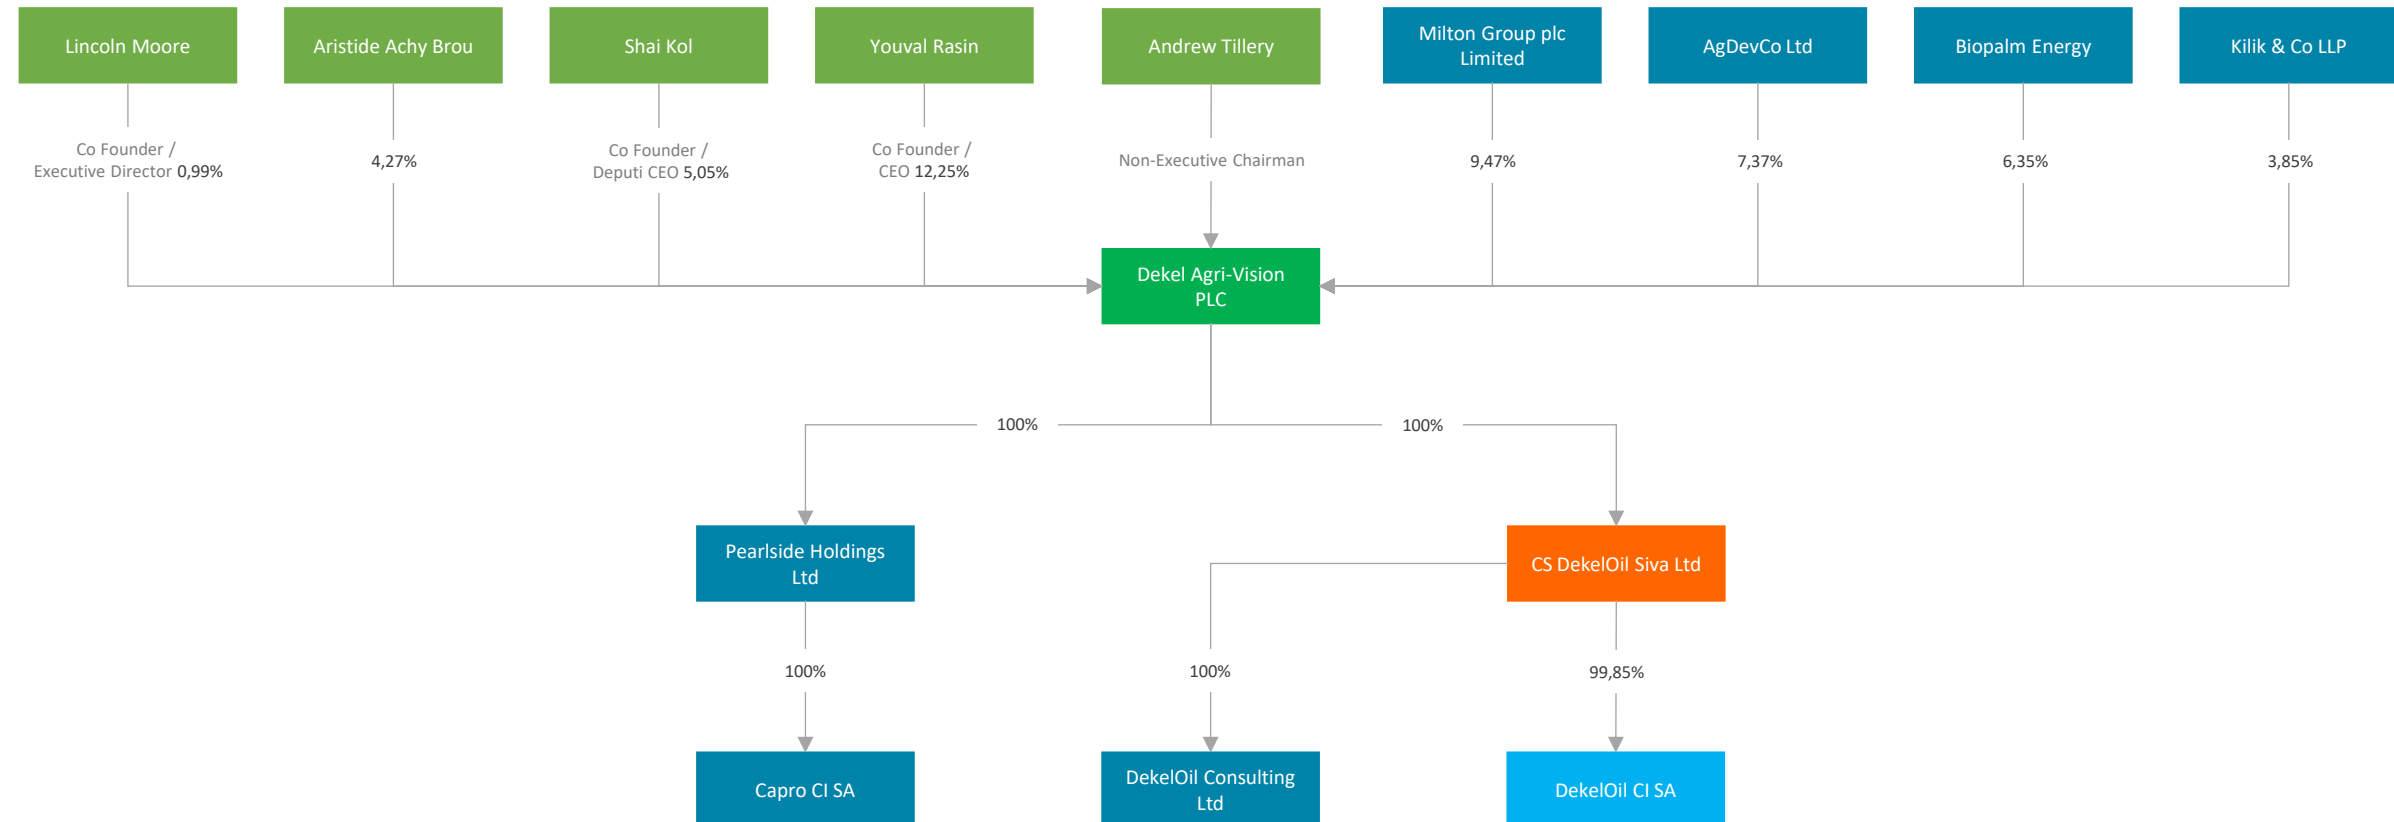 Lincoln Moore
Aristide Achy Brou
Shai Kol
Youval Rasin
Andrew Tillery
Milton Group plc
Limited
AgDevCo Ltd
Biopalm Energy
Kilik & Co LLP
Co Founder /
Executive Director 0,99%
4,27%
Co Founder /
Deputi CEO 5,05%
Co Founder /
CEO 12,25%
Non-Executive Chairman
9,47%
7,37%
6,35%
3,85%
Dekel Agri-Vision
PLC
100%
100%
Pearlside Holdings
Ltd
CS DekelOil Siva Ltd
100%
100%
99,85%
Capro CI SA
DekelOil Consulting
Ltd
DekelOil CI SA